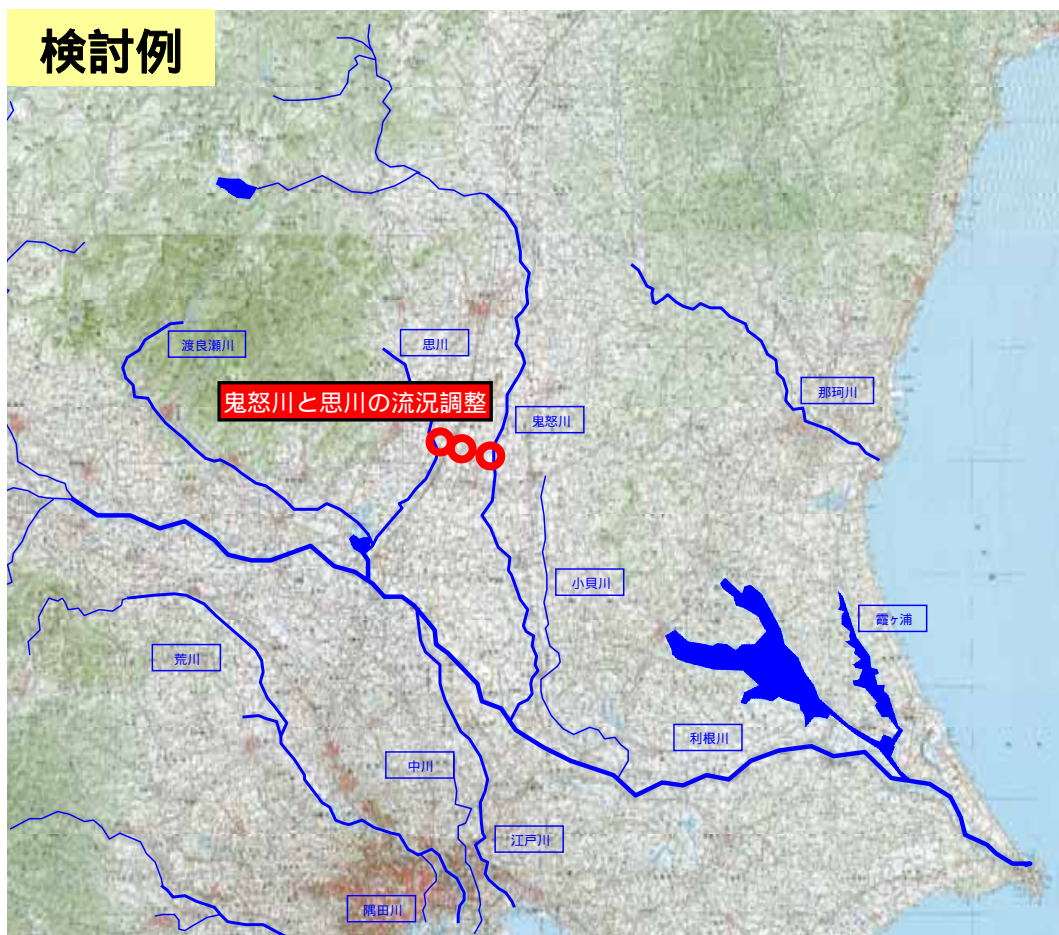 検討例
渡良瀬川
思川
鬼怒川と思川の流況調整
那珂川
鬼怒川
小貝川
霞ヶ浦
荒川
利根川
中川
江戸川
隅田川